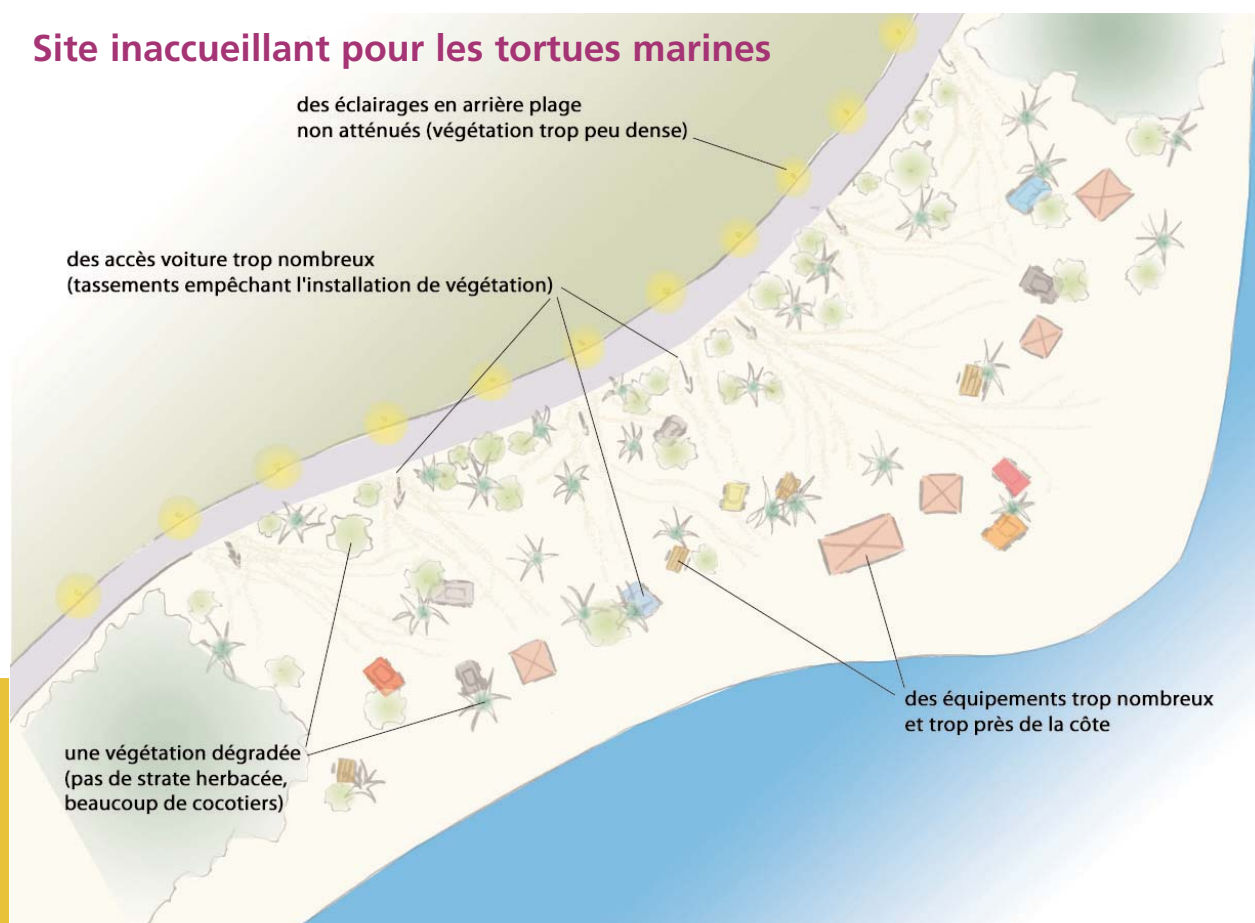 Site inaccueillant pour les tortues marines
des éclairages en arrière plage
non atténués (végétation trop peu dense)
des accès voiture trop nombreux
(tassements empêchant l'installation de végétation)
des équipements trop nombreux
et trop près de la côte
une végétation dégradée
(pas de strate herbacée,
beaucoup de cocotiers)